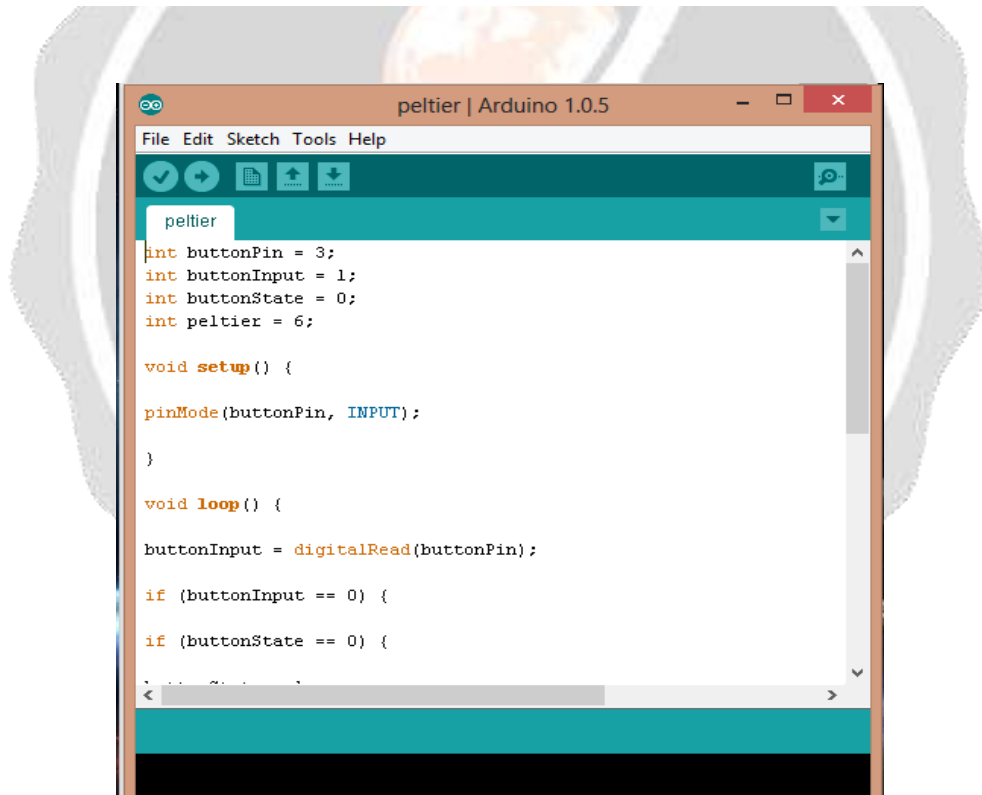 peltier | Arduino 1.0.5
File Edit Sketch Tools Help
peltier
int buttonPin = 3;
int buttonInput = 1;
int buttonState = 0;
int peltier = 6;
void setup() {
pinMode(buttonPin, INPUT);
}
void loop() {
buttonInput = digitalRead(buttonPin);
if (buttonInput == 0) {
if (buttonState == 0) {